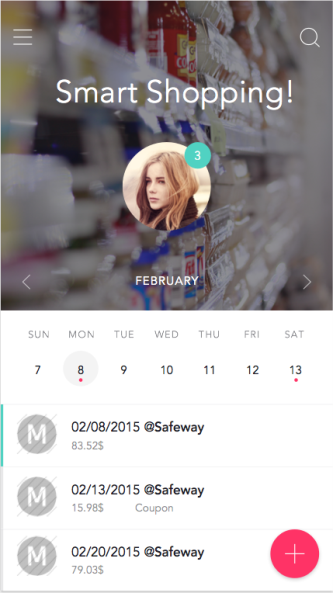 Smart Shopping!
3
FEBRUARY
SUN MON TUE WED THU FRI SAT
7 8 9 10 11 12 13
M 02/08/2015 @Safeway
83.52$
M 02/13/2015 @Safeway
15.98$ Coupon
M 02/20/2015 @Safeway
79.03$